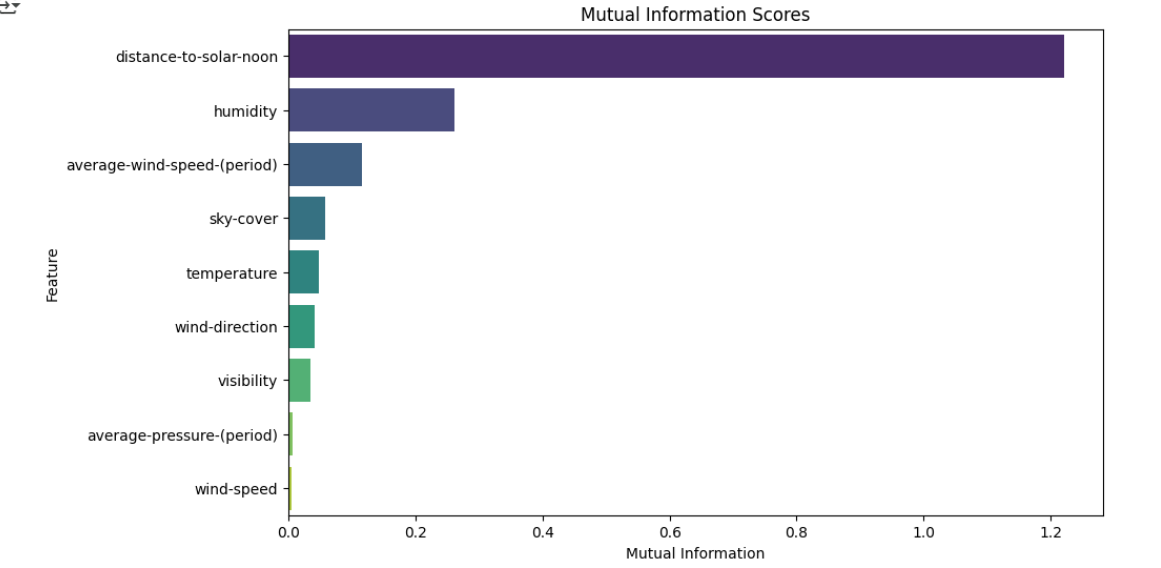 Mutual Information Scores
distance-to-solar-noon
humidity
average-wind-speed-(period)
sky-cover
temperature
wind-direction
visibility
average-pressure-(period)
wind-speed
Feature
0.0 0.2 0.4 0.6 0.8 1.0 1.2
Mutual Information